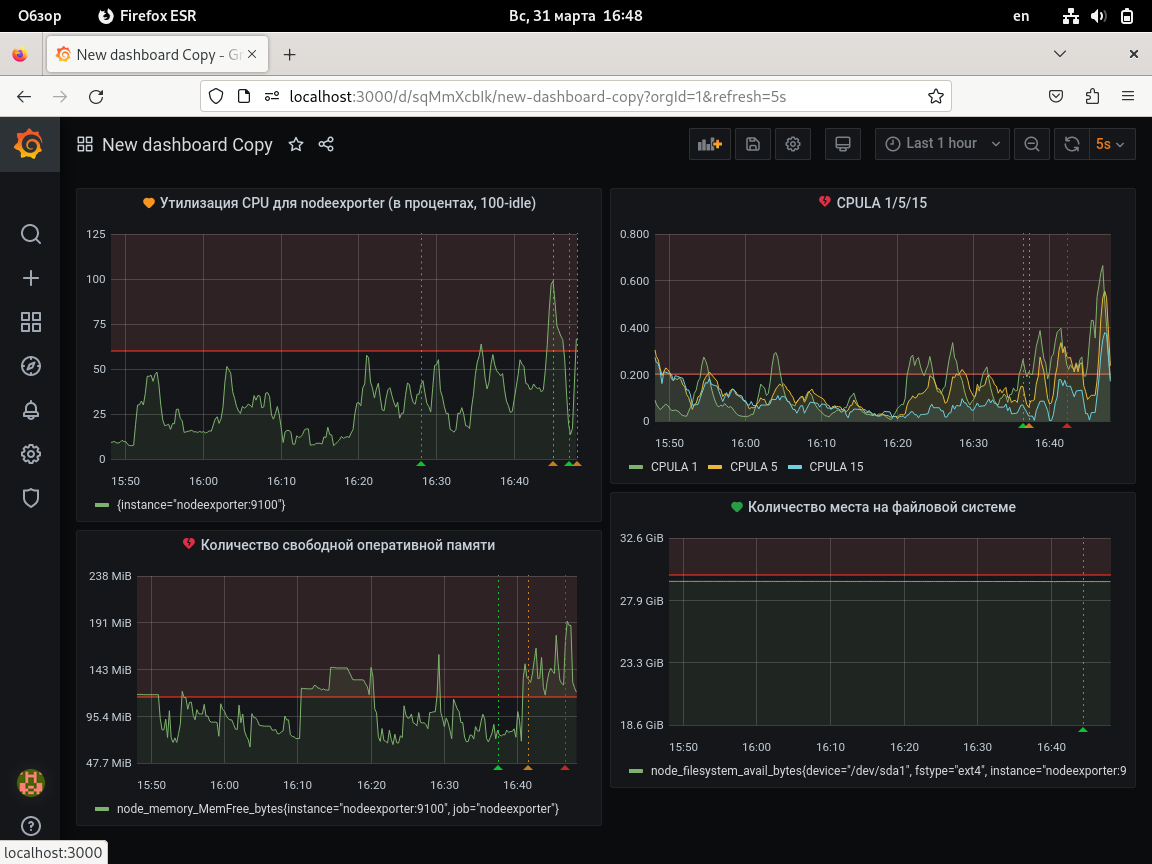 Обзор
Firefox ESR
Вс, 31 марта 16:48
en
New dashboard Copy - Gr
localhost:3000/d/sqMmXcbIk/new-dashboard-copy?orgId=1&refresh=5s
New dashboard Copy
Last 1 hour
5s
Утилизация CPU для nodeexporter (в процентах, 100-idle)
125
100
75
50
25
0
15:50 16:00 16:10 16:20 16:30 16:40
{instance="nodeexporter:9100"}
CPULA 1/5/15
0.800
0.600
0.400
0.200
0
15:50 16:00 16:10 16:20 16:30 16:40
CPULA 1 CPULA 5 CPULA 15
Количество свободной оперативной памяти
238 MiB
191 MiB
143 MiB
95.4 MiB
47.7 MiB
15:50 16:00 16:10 16:20 16:30 16:40
node_memory_MemFree_bytes{instance="nodeexporter:9100", job="nodeexporter"}
Количество места на файловой системе
32.6 GiB
27.9 GiB
23.3 GiB
18.6 GiB
15:50 16:00 16:10 16:20 16:30 16:40
node_filesystem_avail_bytes{device="/dev/sda1", fstype="ext4", instance="nodeexporter:9
localhost:3000